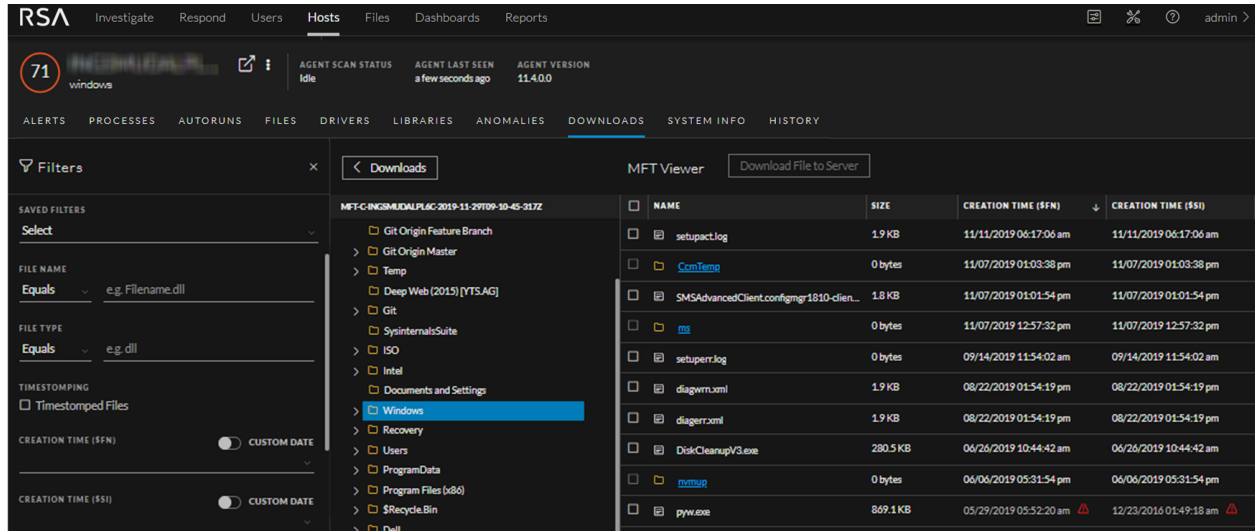 RSA Investigate Respond Users Hosts Files Dashboards Reports admin
71 windows
AGENT SCAN STATUS AGENT LAST SEEN AGENT VERSION
Idle a few seconds ago 11.4.0.0
ALERTS PROCESSES AUTORUNS FILES DRIVERS LIBRARIES ANOMALIES DOWNLOADS SYSTEM INFO HISTORY
Filters
SAVED FILTERS
Select
FILE NAME
Equals e.g. Filename.dll
FILE TYPE
Equals e.g. dll
TIMESTOMPING
Timestomped Files
CREATION TIME ($FN) CUSTOM DATE
CREATION TIME ($SI) CUSTOM DATE
Downloads
MFT-C-INGSMUDALPL6C-2019-11-29T09-10-45-317Z
Git Origin Feature Branch
Git Origin Master
Temp
Deep Web (2015) [YTS.AG]
Git
SysinternalsSuite
ISO
Intel
Documents and Settings
Windows
Recovery
Users
ProgramData
Program Files (x86)
$Recycle.Bin
Dell
MFT Viewer Download File to Server
NAME SIZE CREATION TIME ($FN) CREATION TIME ($SI)
setupact.log 1.9 KB 11/11/2019 06:17:06 am 11/11/2019 06:17:06 am
CcmTemp 0 bytes 11/07/2019 01:03:38 pm 11/07/2019 01:03:38 pm
SMSAdvancedClient.configmgr1810-clien... 1.8 KB 11/07/2019 01:01:54 pm 11/07/2019 01:01:54 pm
ms 0 bytes 11/07/2019 12:57:32 pm 11/07/2019 12:57:32 pm
setuperr.log 0 bytes 09/14/2019 11:54:02 am 09/14/2019 11:54:02 am
diagwrn.xml 1.9 KB 08/22/2019 01:54:19 pm 08/22/2019 01:54:19 pm
diagerr.xml 1.9 KB 08/22/2019 01:54:19 pm 08/22/2019 01:54:19 pm
DiskCleanupV3.exe 280.5 KB 06/26/2019 10:44:42 am 06/26/2019 10:44:42 am
nvmup 0 bytes 06/06/2019 05:31:54 pm 06/06/2019 05:31:54 pm
pyw.exe 869.1 KB 05/29/2019 05:52:20 am 12/23/2016 01:49:18 am